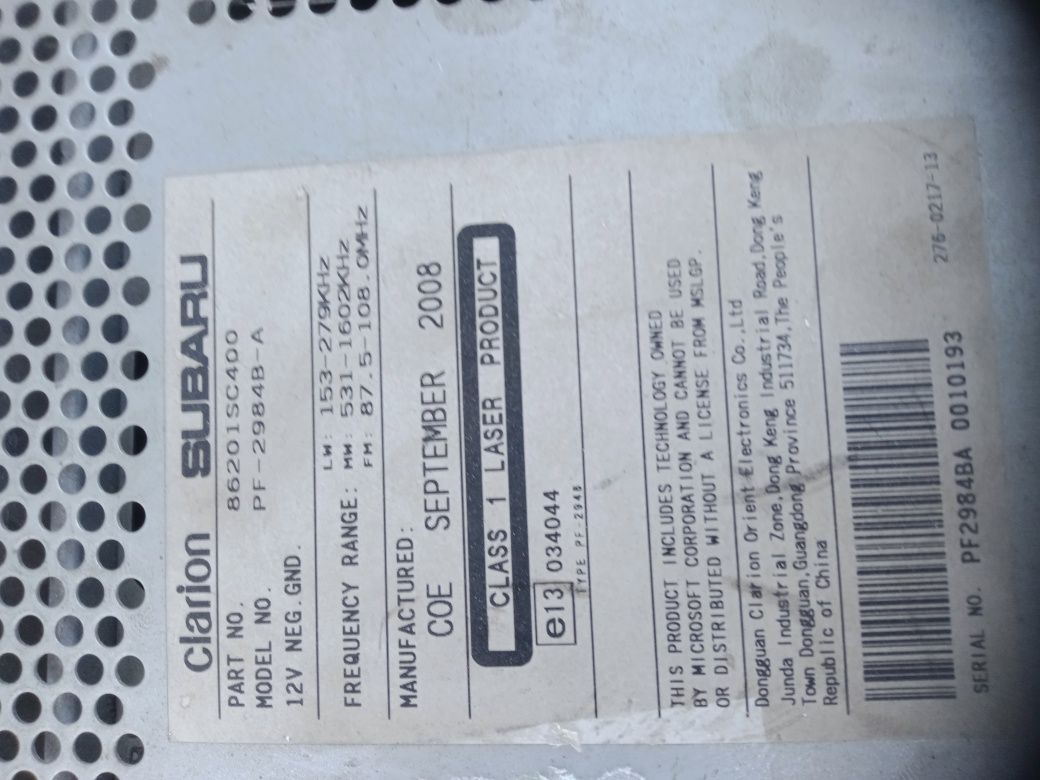 Clarion SUBARU
PART NO. 86201SC400
MODEL NO. PF-2984B-A
12V NEG.GND.
LW: 153-279KHz
FREQUENCY RANGE: MW: 531-1602KHz
FM: 87.5-108.0MHz
MANUFACTURED:
COE SEPTEMBER 2008
CLASS 1 LASER PRODUCT
e13 034044
TYPE PF-294B
THIS PRODUCT INCLUDES TECHNOLOGY OWNED
BY MICROSOFT CORPORATION AND CANNOT BE USED
OR DISTRIBUTED WITHOUT A LICENSE FROM MSLGP.
Dongguan Clarion Orient Electronics Co.,Ltd
Junda Industrial Zone,Dong Keng Industrial Road,Dong Keng
Town Dongguan,Guangdong Province 511734,The People's
Republic of China
SERIAL NO. PF2984BA 0010193
276-0217-13